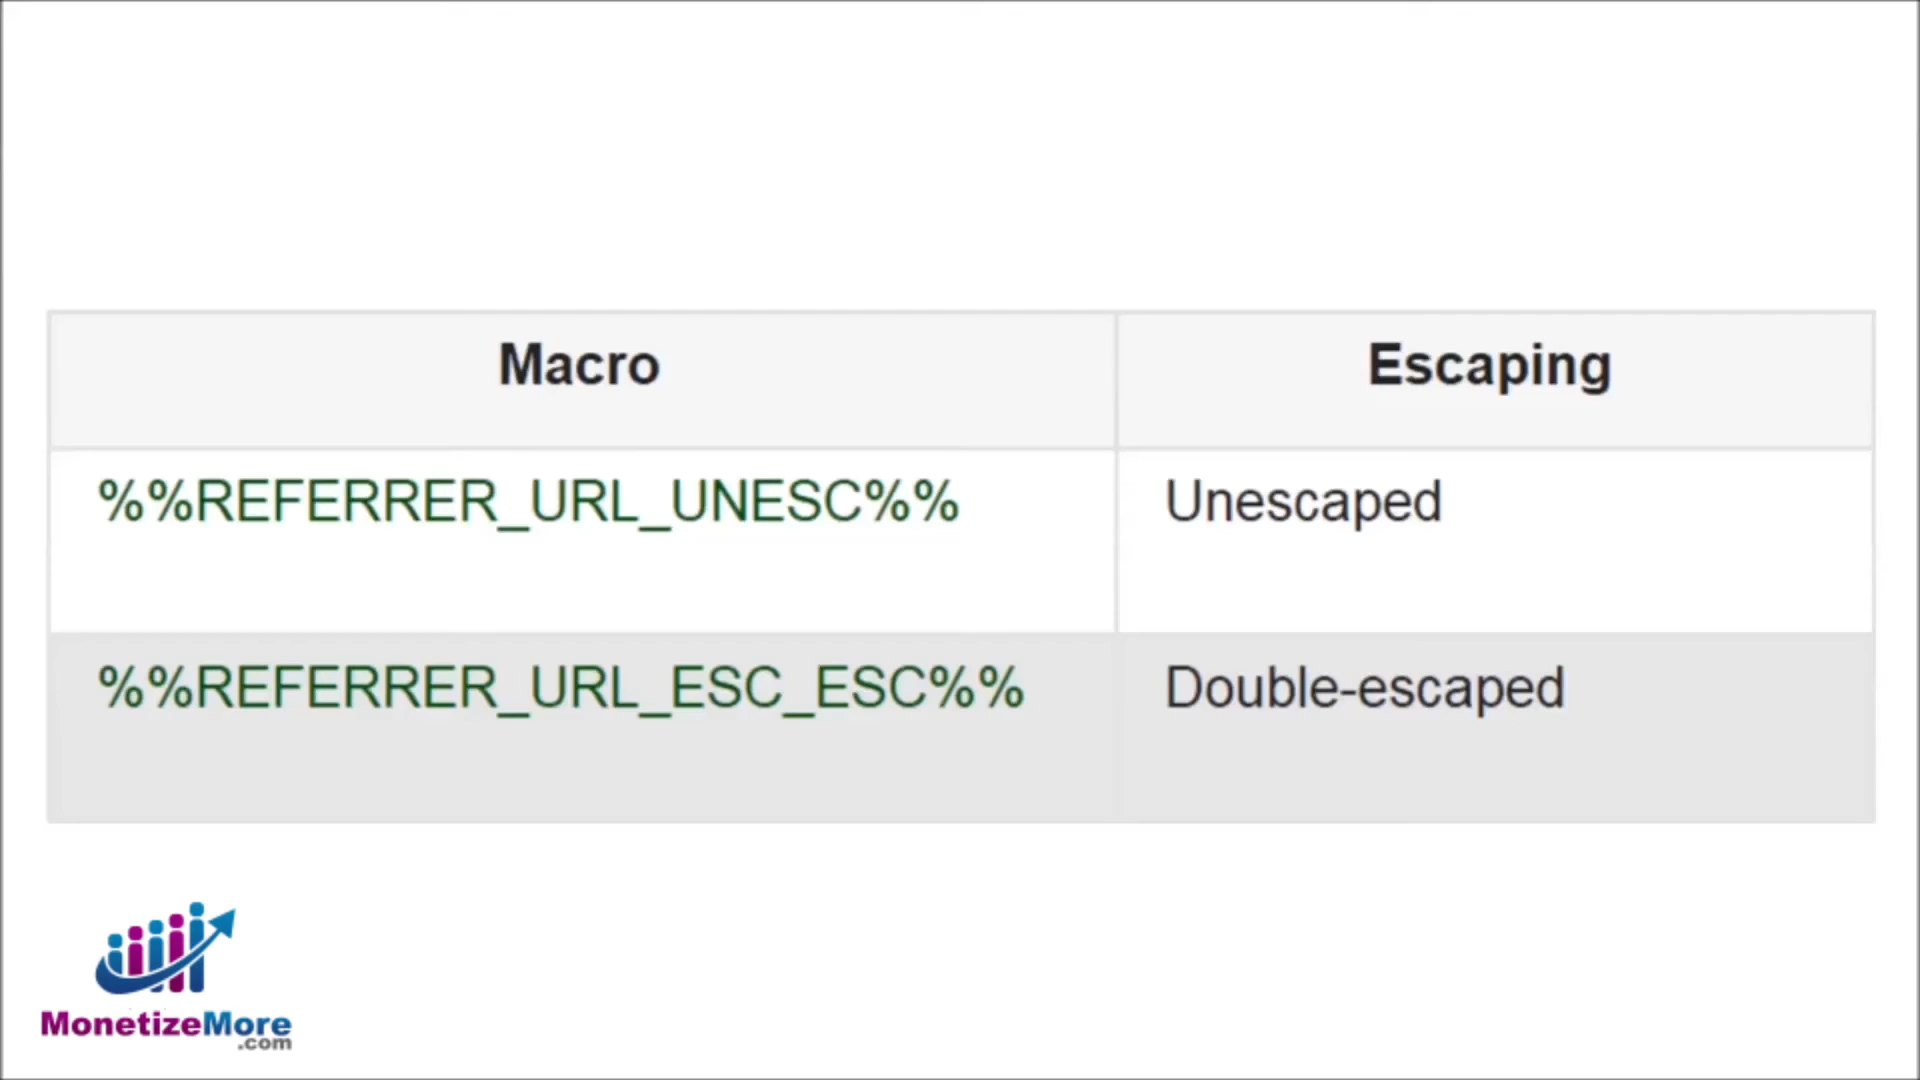 Macro Escaping
%%REFERRER_URL_UNESC%% Unescaped
%%REFERRER_URL_ESC_ESC%% Double-escaped
MonetizeMore
.com